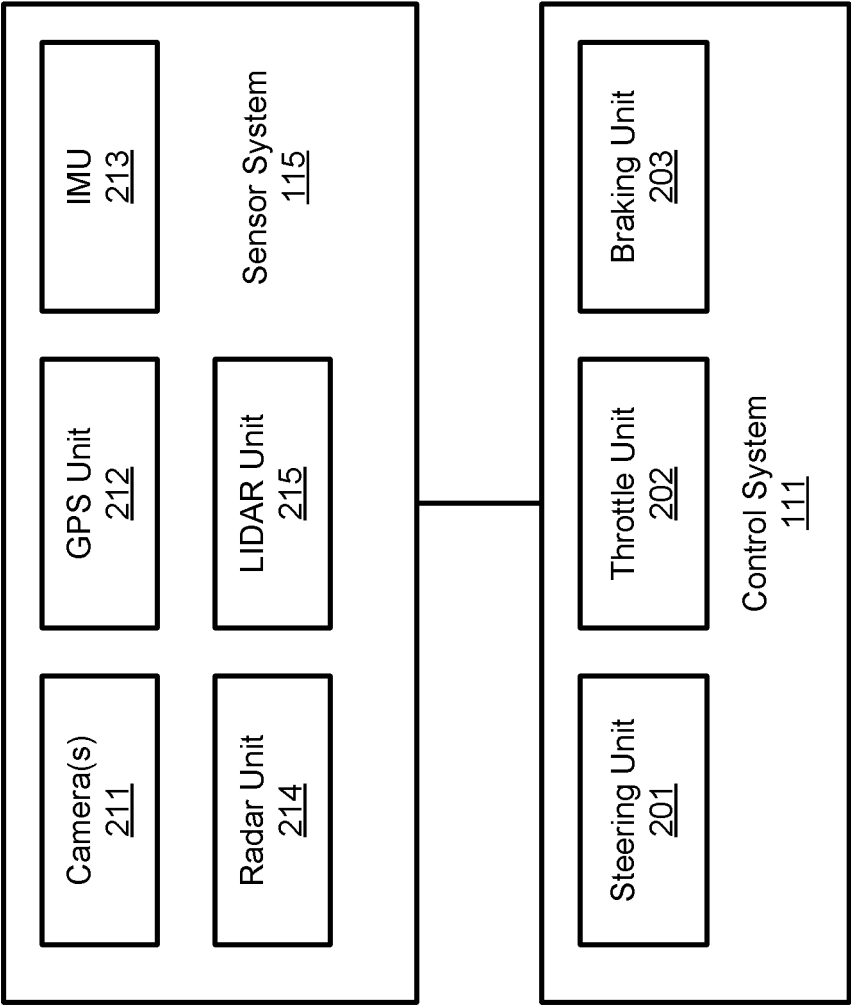 Camera(s)
211
GPS Unit
212
IMU
213
Radar Unit
214
LIDAR Unit
215
Sensor System
115
Steering Unit
201
Throttle Unit
202
Braking Unit
203
Control System
111